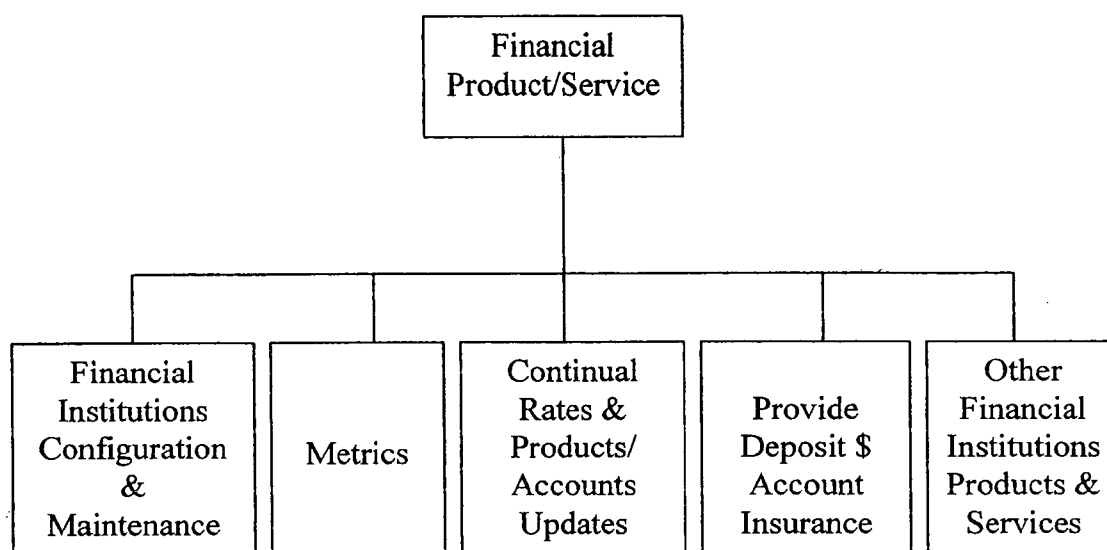 Financial
Product/Service
Financial
Institutions
Configuration
&
Maintenance
Metrics
Continual
Rates &
Products/
Accounts
Updates
Provide
Deposit $
Account
Insurance
Other
Financial
Institutions
Products &
Services